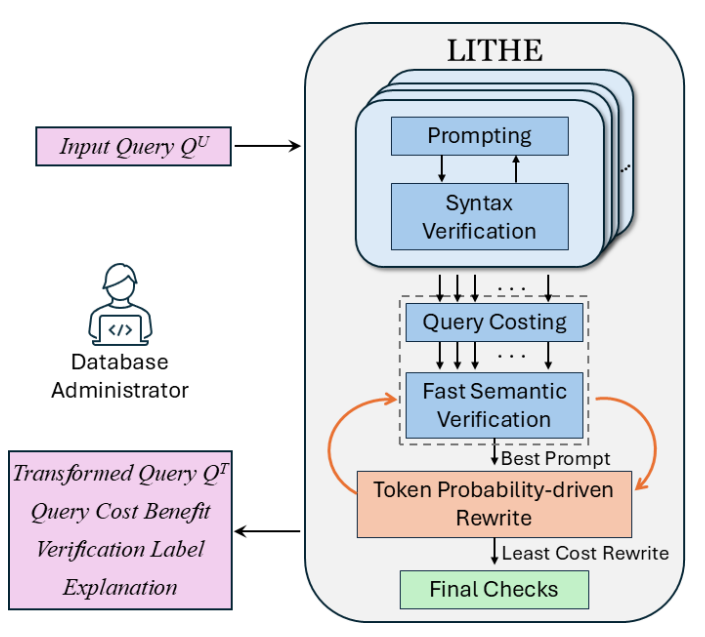 LITHE
Input Query Q^U
Prompting
Syntax
Verification
...
. . .
Query Costing
. . .
Fast Semantic
Verification
</>
Database
Administrator
Best Prompt
Token Probability-driven
Rewrite
Least Cost Rewrite
Final Checks
Transformed Query Q^T
Query Cost Benefit
Verification Label
Explanation